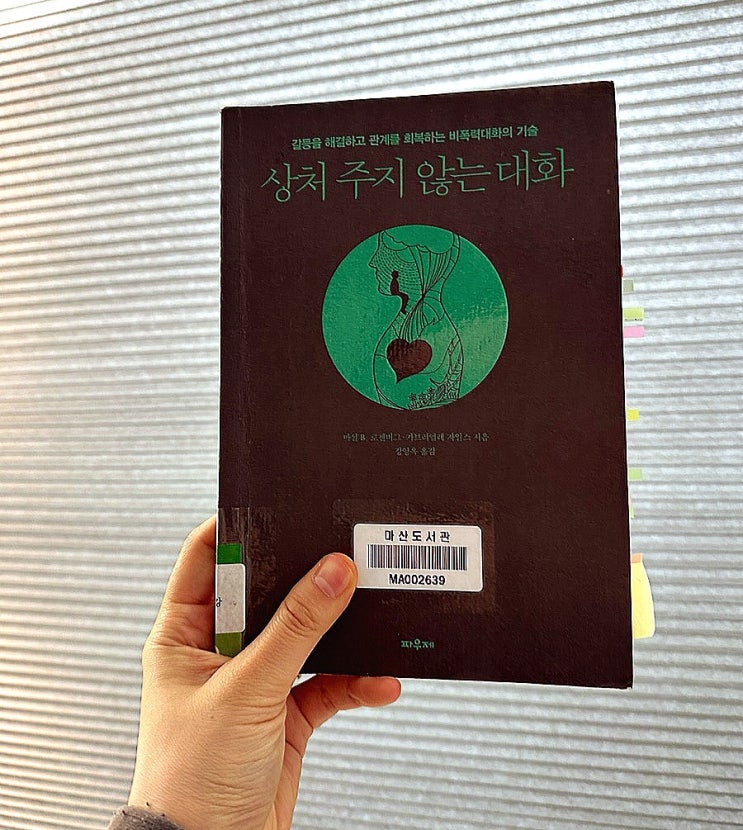 갈등을 해결하고 관계를 회복하는 비폭력대화의 기술
상처 주지 않는 대화
마셜 B. 로젠버그·가브리엘레 자일스 지음
강영옥 옮김
마산도서관
MA002639
파우제